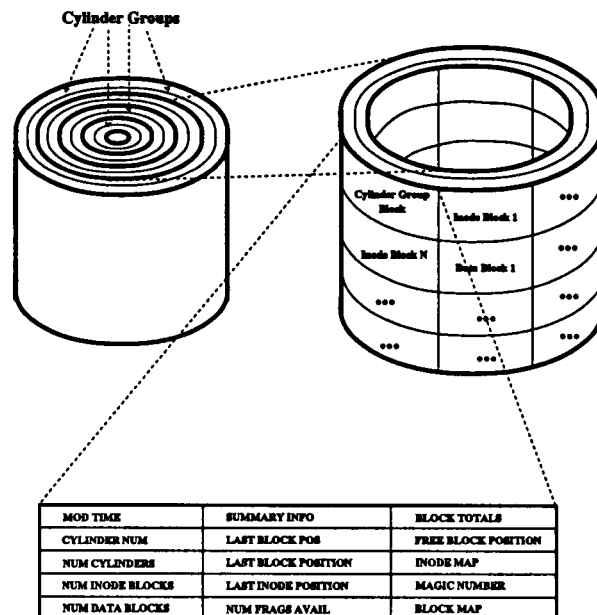 Cylinder Groups
Cylinder Group
Block
Inode Block 1
•••
Inode Block N
Data Block 1
•••
•••
•••
•••
•••
•••
•••
MOD TIME SUMMARY INFO BLOCK TOTALS
CYLINDER NUM LAST BLOCK POS FREE BLOCK POSITION
NUM CYLINDERS LAST BLOCK POSITION INODE MAP
NUM INODE BLOCKS LAST INODE POSITION MAGIC NUMBER
NUM DATA BLOCKS NUM FRAGS AVAIL BLOCK MAP